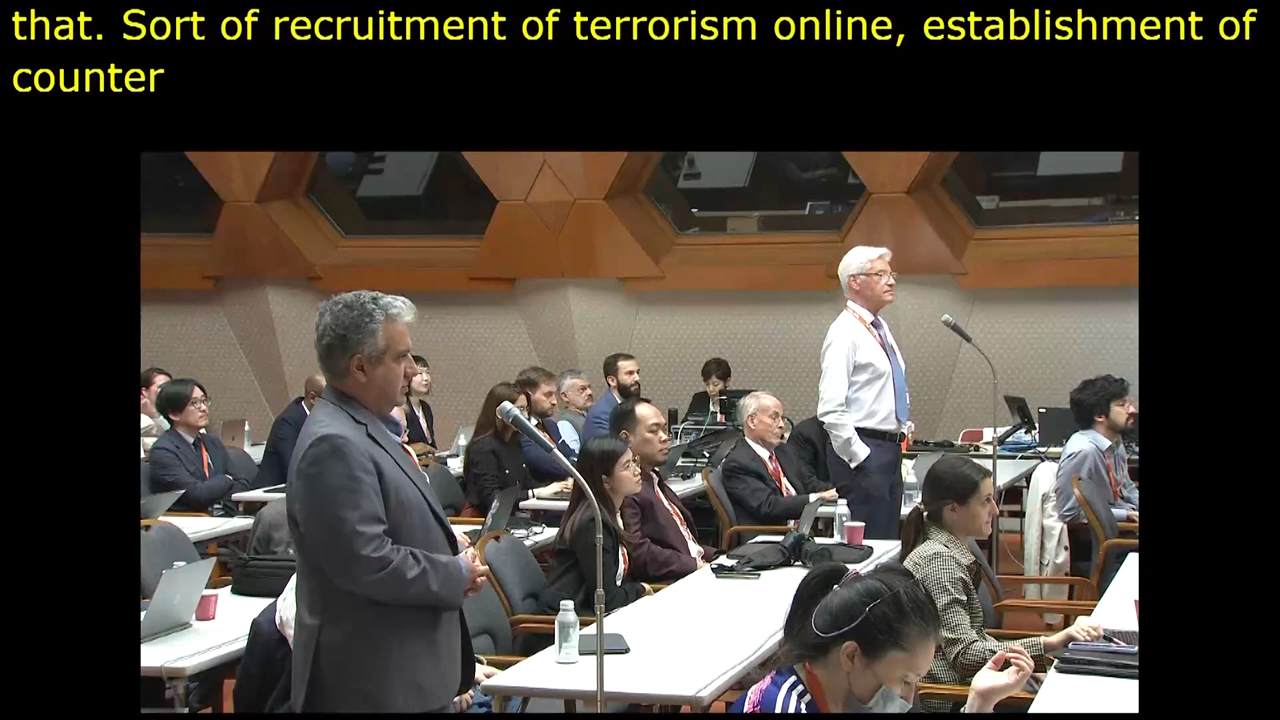 that. Sort of recruitment of terrorism online, establishment of
counter